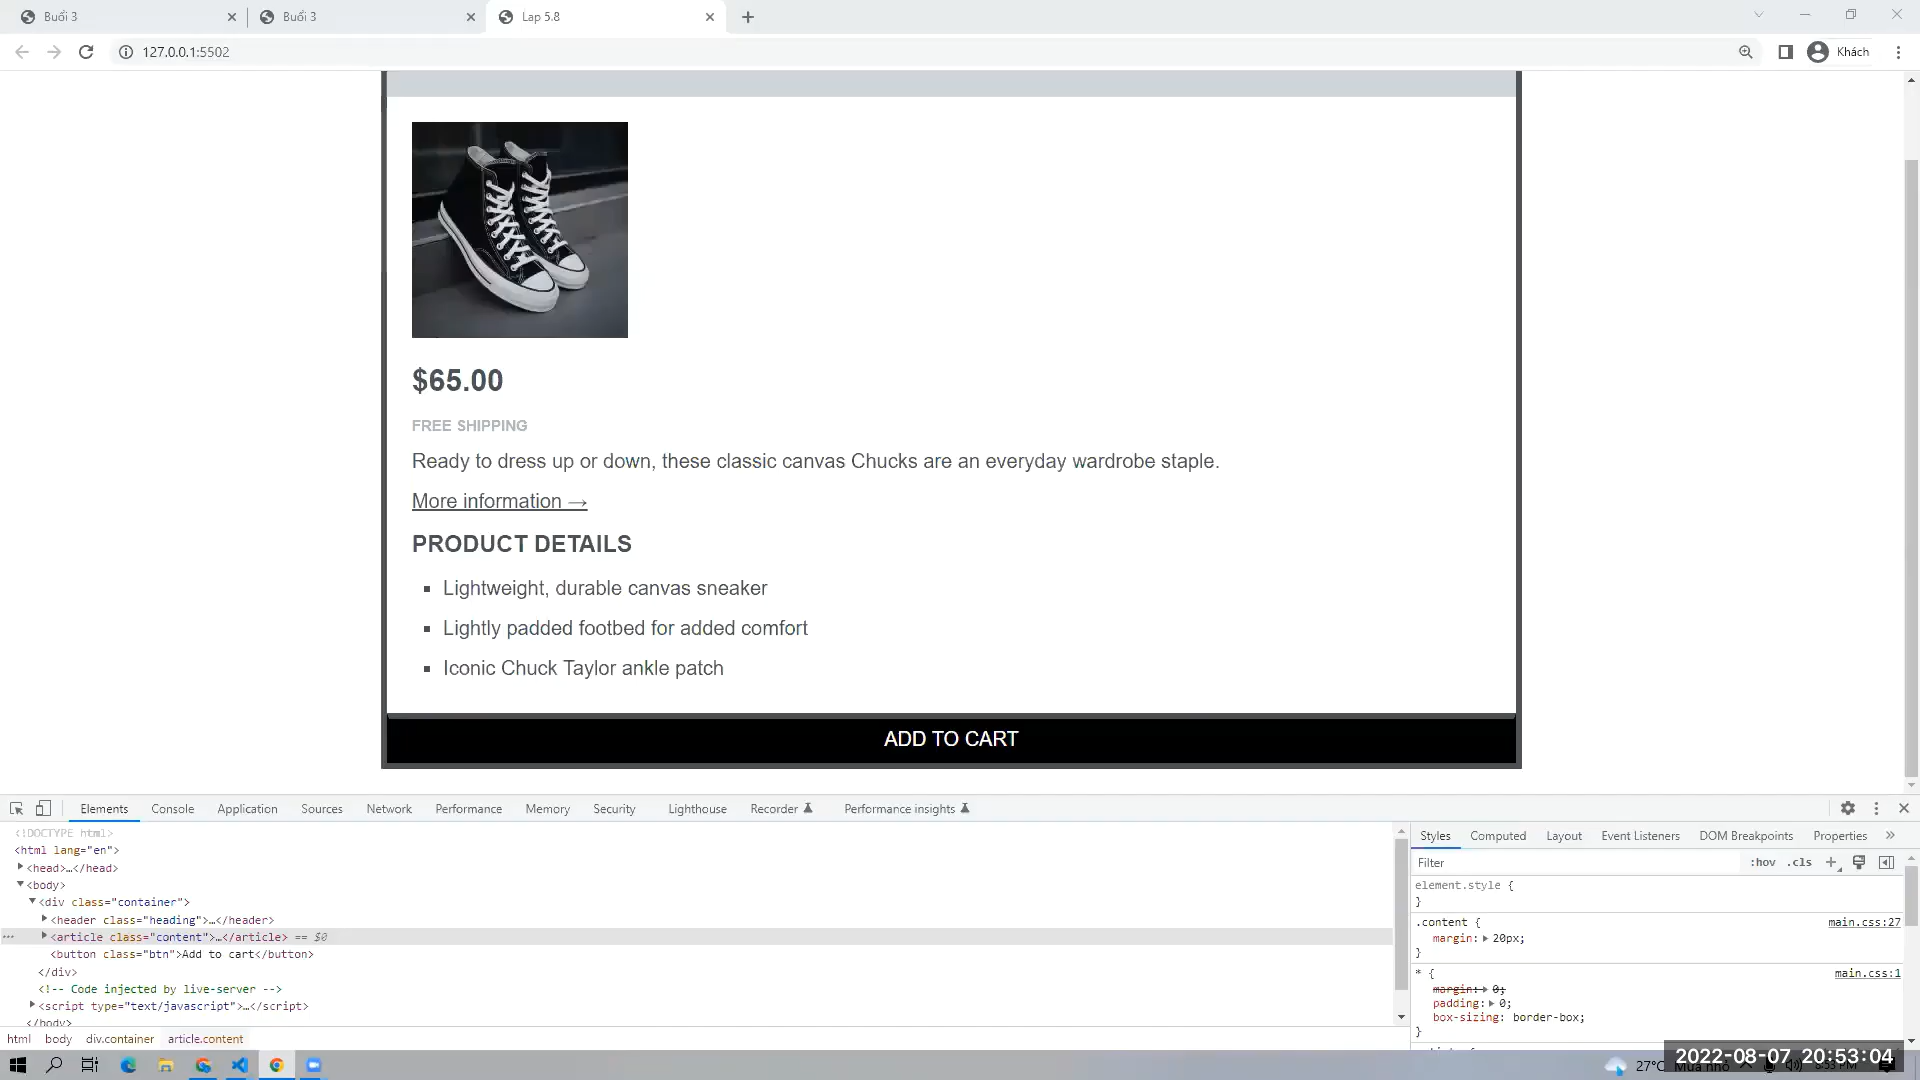 Buổi 3
Buổi 3
Lap 5.8
127.0.0.1:5502
Khách
$65.00
FREE SHIPPING
Ready to dress up or down, these classic canvas Chucks are an everyday wardrobe staple.
More information →
PRODUCT DETAILS
▪ Lightweight, durable canvas sneaker
▪ Lightly padded footbed for added comfort
▪ Iconic Chuck Taylor ankle patch
ADD TO CART
Elements Console Application Sources Network Performance Memory Security Lighthouse Recorder Performance insights
<!DOCTYPE html>
<html lang="en">
<head>…</head>
<body>
<div class="container">
<header class="heading">…</header>
<article class="content">…</article> == $0
<button class="btn">Add to cart</button>
</div>
<!-- Code injected by live-server -->
<script type="text/javascript">…</script>
</body>
html body div.container article.content
Styles Computed Layout Event Listeners DOM Breakpoints Properties »
Filter :hov .cls
element.style {
}
.content { main.css:27
margin: 20px;
}
* { main.css:1
margin: 0;
padding: 0;
box-sizing: border-box;
}
27°C Mưa nhỏ
2022-08-07 20:53:04